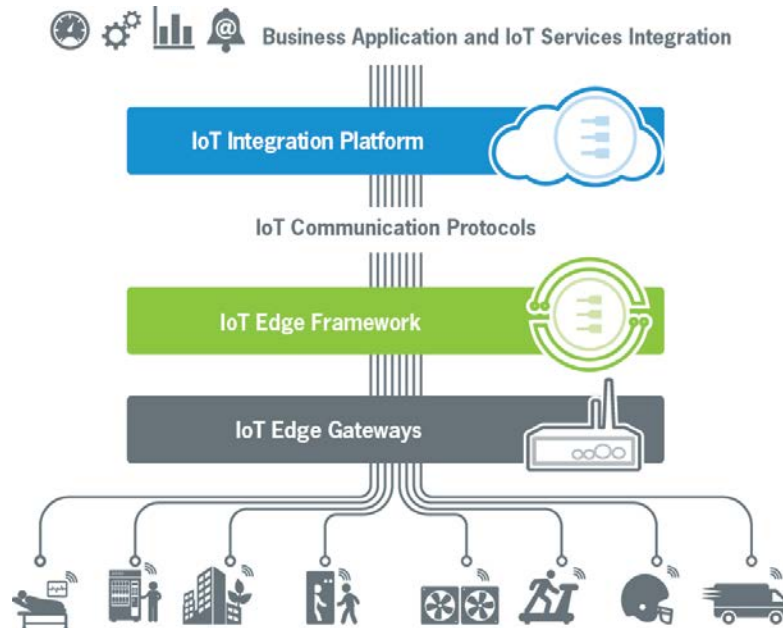 @
Business Application and IoT Services Integration
IoT Integration Platform
IoT Communication Protocols
IoT Edge Framework
IoT Edge Gateways